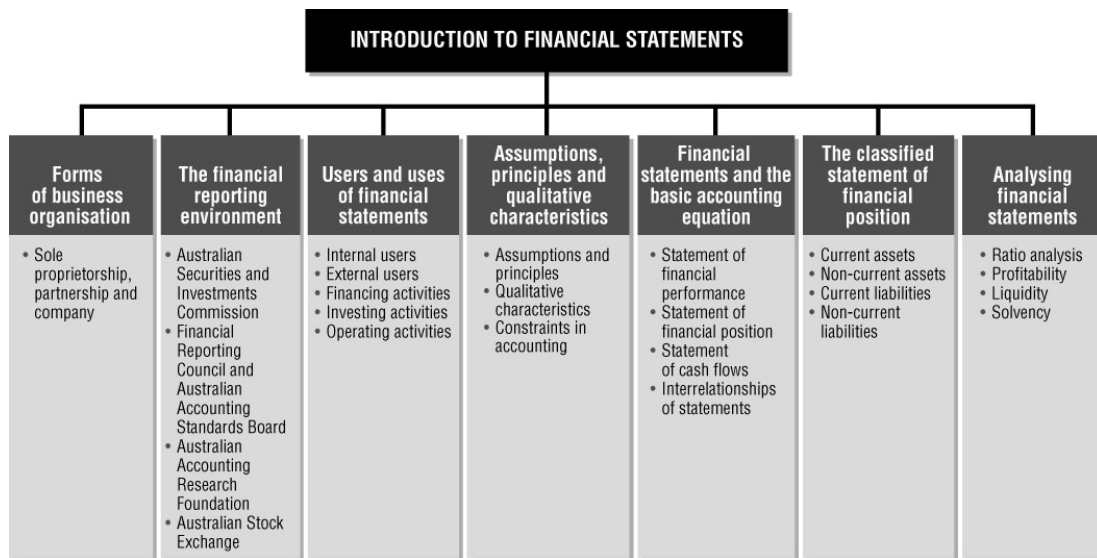 INTRODUCTION TO FINANCIAL STATEMENTS
Forms
of business
organisation
• Sole
proprietorship,
partnership and
company
The financial
reporting
environment
• Australian
Securities and
Investments
Commission
• Financial
Reporting
Council and
Australian
Accounting
Standards Board
• Australian
Accounting
Research
Foundation
• Australian Stock
Exchange
Users and uses
of financial
statements
• Internal users
• External users
• Financing activities
• Investing activities
• Operating activities
Assumptions,
principles and
qualitative
characteristics
• Assumptions and
principles
• Qualitative
characteristics
• Constraints in
accounting
Financial
statements and the
basic accounting
equation
• Statement of
financial
performance
• Statement of
financial position
• Statement
of cash flows
• Interrelationships
of statements
The classified
statement of
financial
position
• Current assets
• Non-current assets
• Current liabilities
• Non-current
liabilities
Analysing
financial
statements
• Ratio analysis
• Profitability
• Liquidity
• Solvency